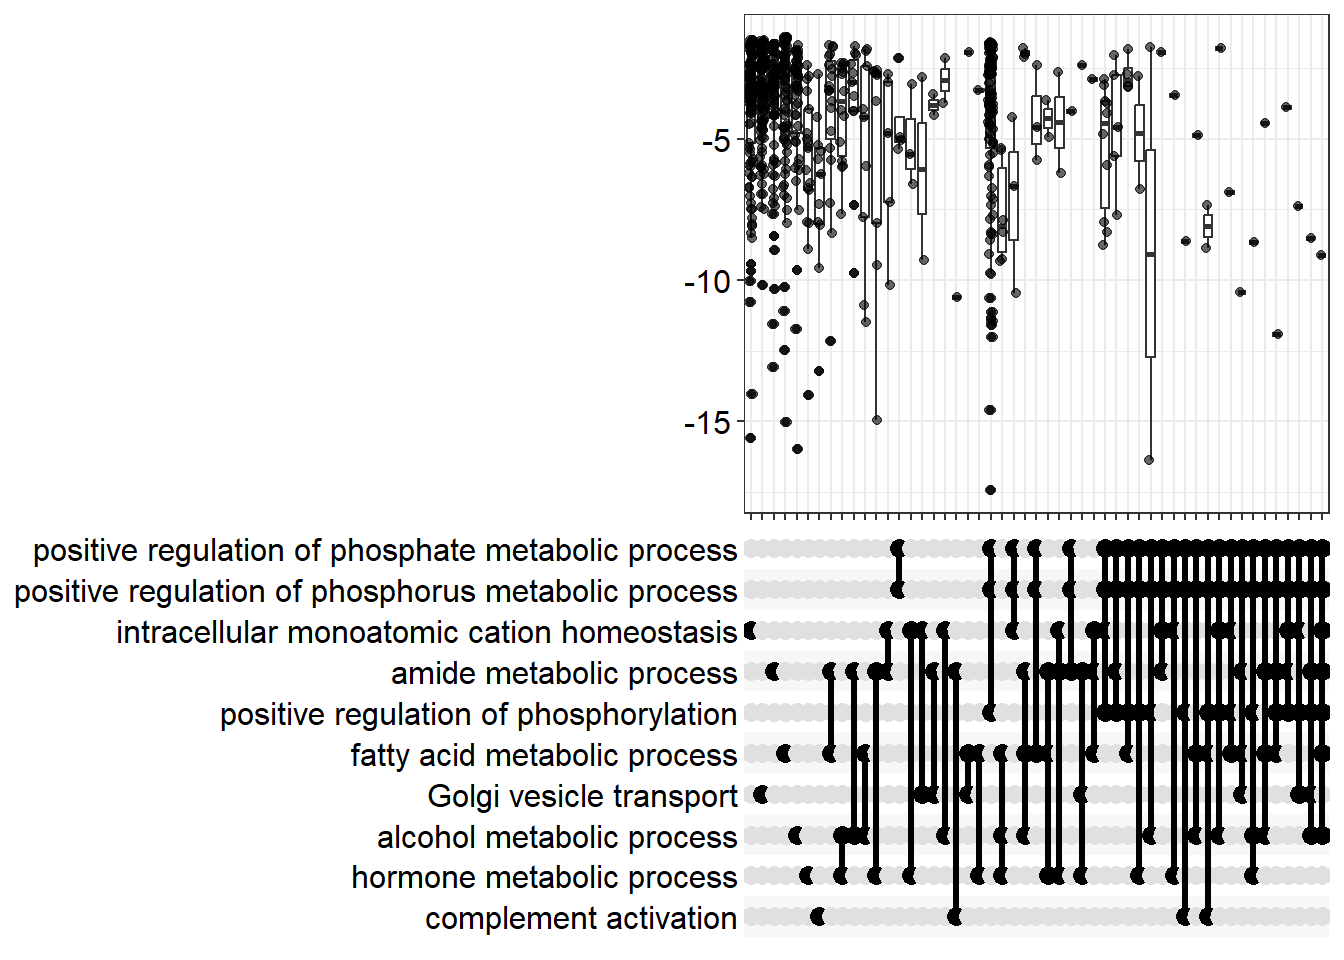 -5
-10
-15
positive regulation of phosphate metabolic process
positive regulation of phosphorus metabolic process
intracellular monoatomic cation homeostasis
amide metabolic process
positive regulation of phosphorylation
fatty acid metabolic process
Golgi vesicle transport
alcohol metabolic process
hormone metabolic process
complement activation